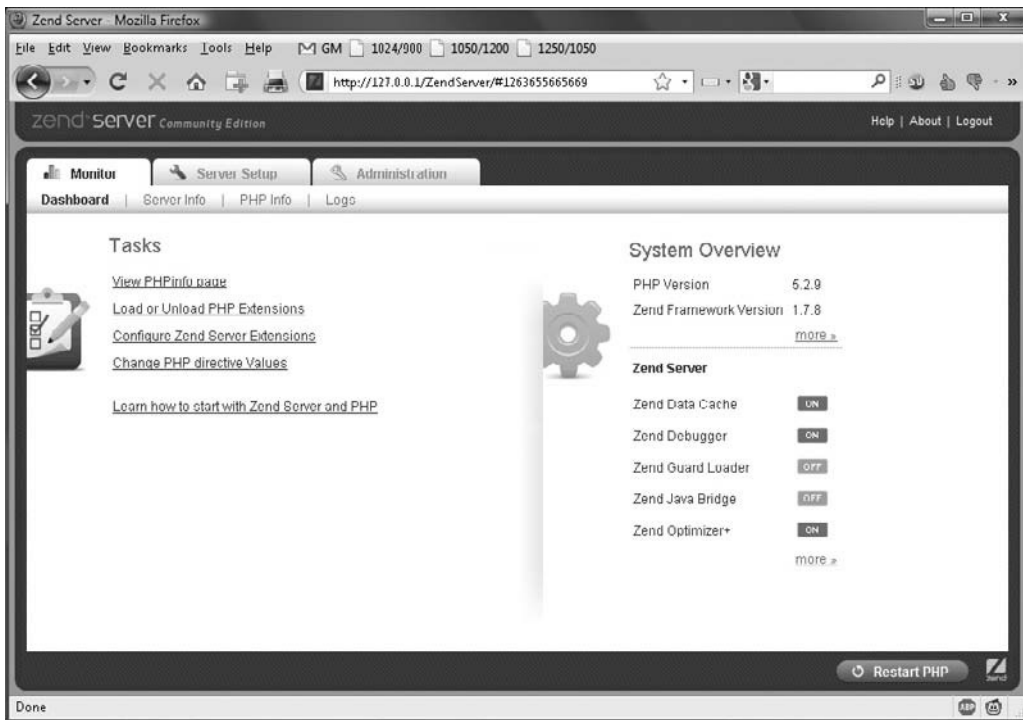 Zend Server - Mozilla Firefox
File Edit View Bookmarks Tools Help GM 1024/900 1050/1200 1250/1050
http://127.0.0.1/ZendServer/#1263655665669
zend server Community Edition
Help | About | Logout
Monitor Server Setup Administration
Dashboard | Server Info | PHP Info | Logs
Tasks
View PHPinfo page
Load or Unload PHP Extensions
Configure Zend Server Extensions
Change PHP directive Values
Learn how to start with Zend Server and PHP
System Overview
PHP Version 5.2.9
Zend Framework Version 1.7.8
more »
Zend Server
Zend Data Cache ON
Zend Debugger ON
Zend Guard Loader OFF
Zend Java Bridge OFF
Zend Optimizer+ ON
more »
Restart PHP
zend
Done
ABP